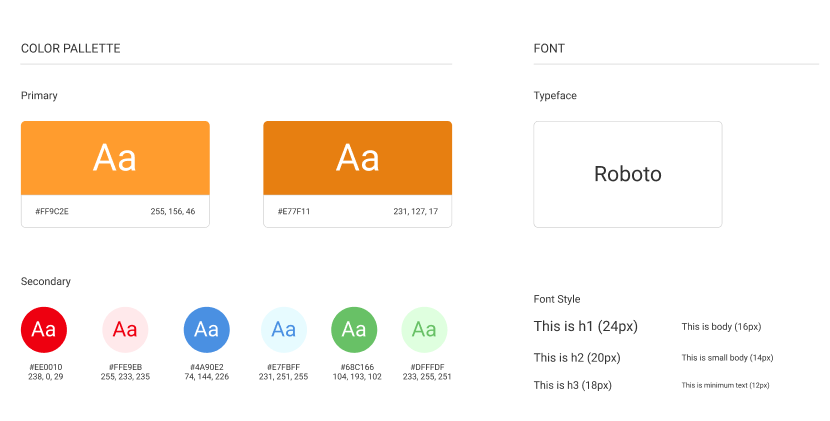 COLOR PALLETTE
Primary
Aa
#FF9C2E 255, 156, 46
Aa
#E77F11 231, 127, 17
Secondary
Aa
#EE0010
238, 0, 29
Aa
#FFE9EB
255, 233, 235
Aa
#4A90E2
74, 144, 226
Aa
#E7FBFF
231, 251, 255
Aa
#68C166
104, 193, 102
Aa
#DFFFDF
233, 255, 251
FONT
Typeface
Roboto
Font Style
This is h1 (24px)
This is h2 (20px)
This is h3 (18px)
This is body (16px)
This is small body (14px)
This is minimum text (12px)